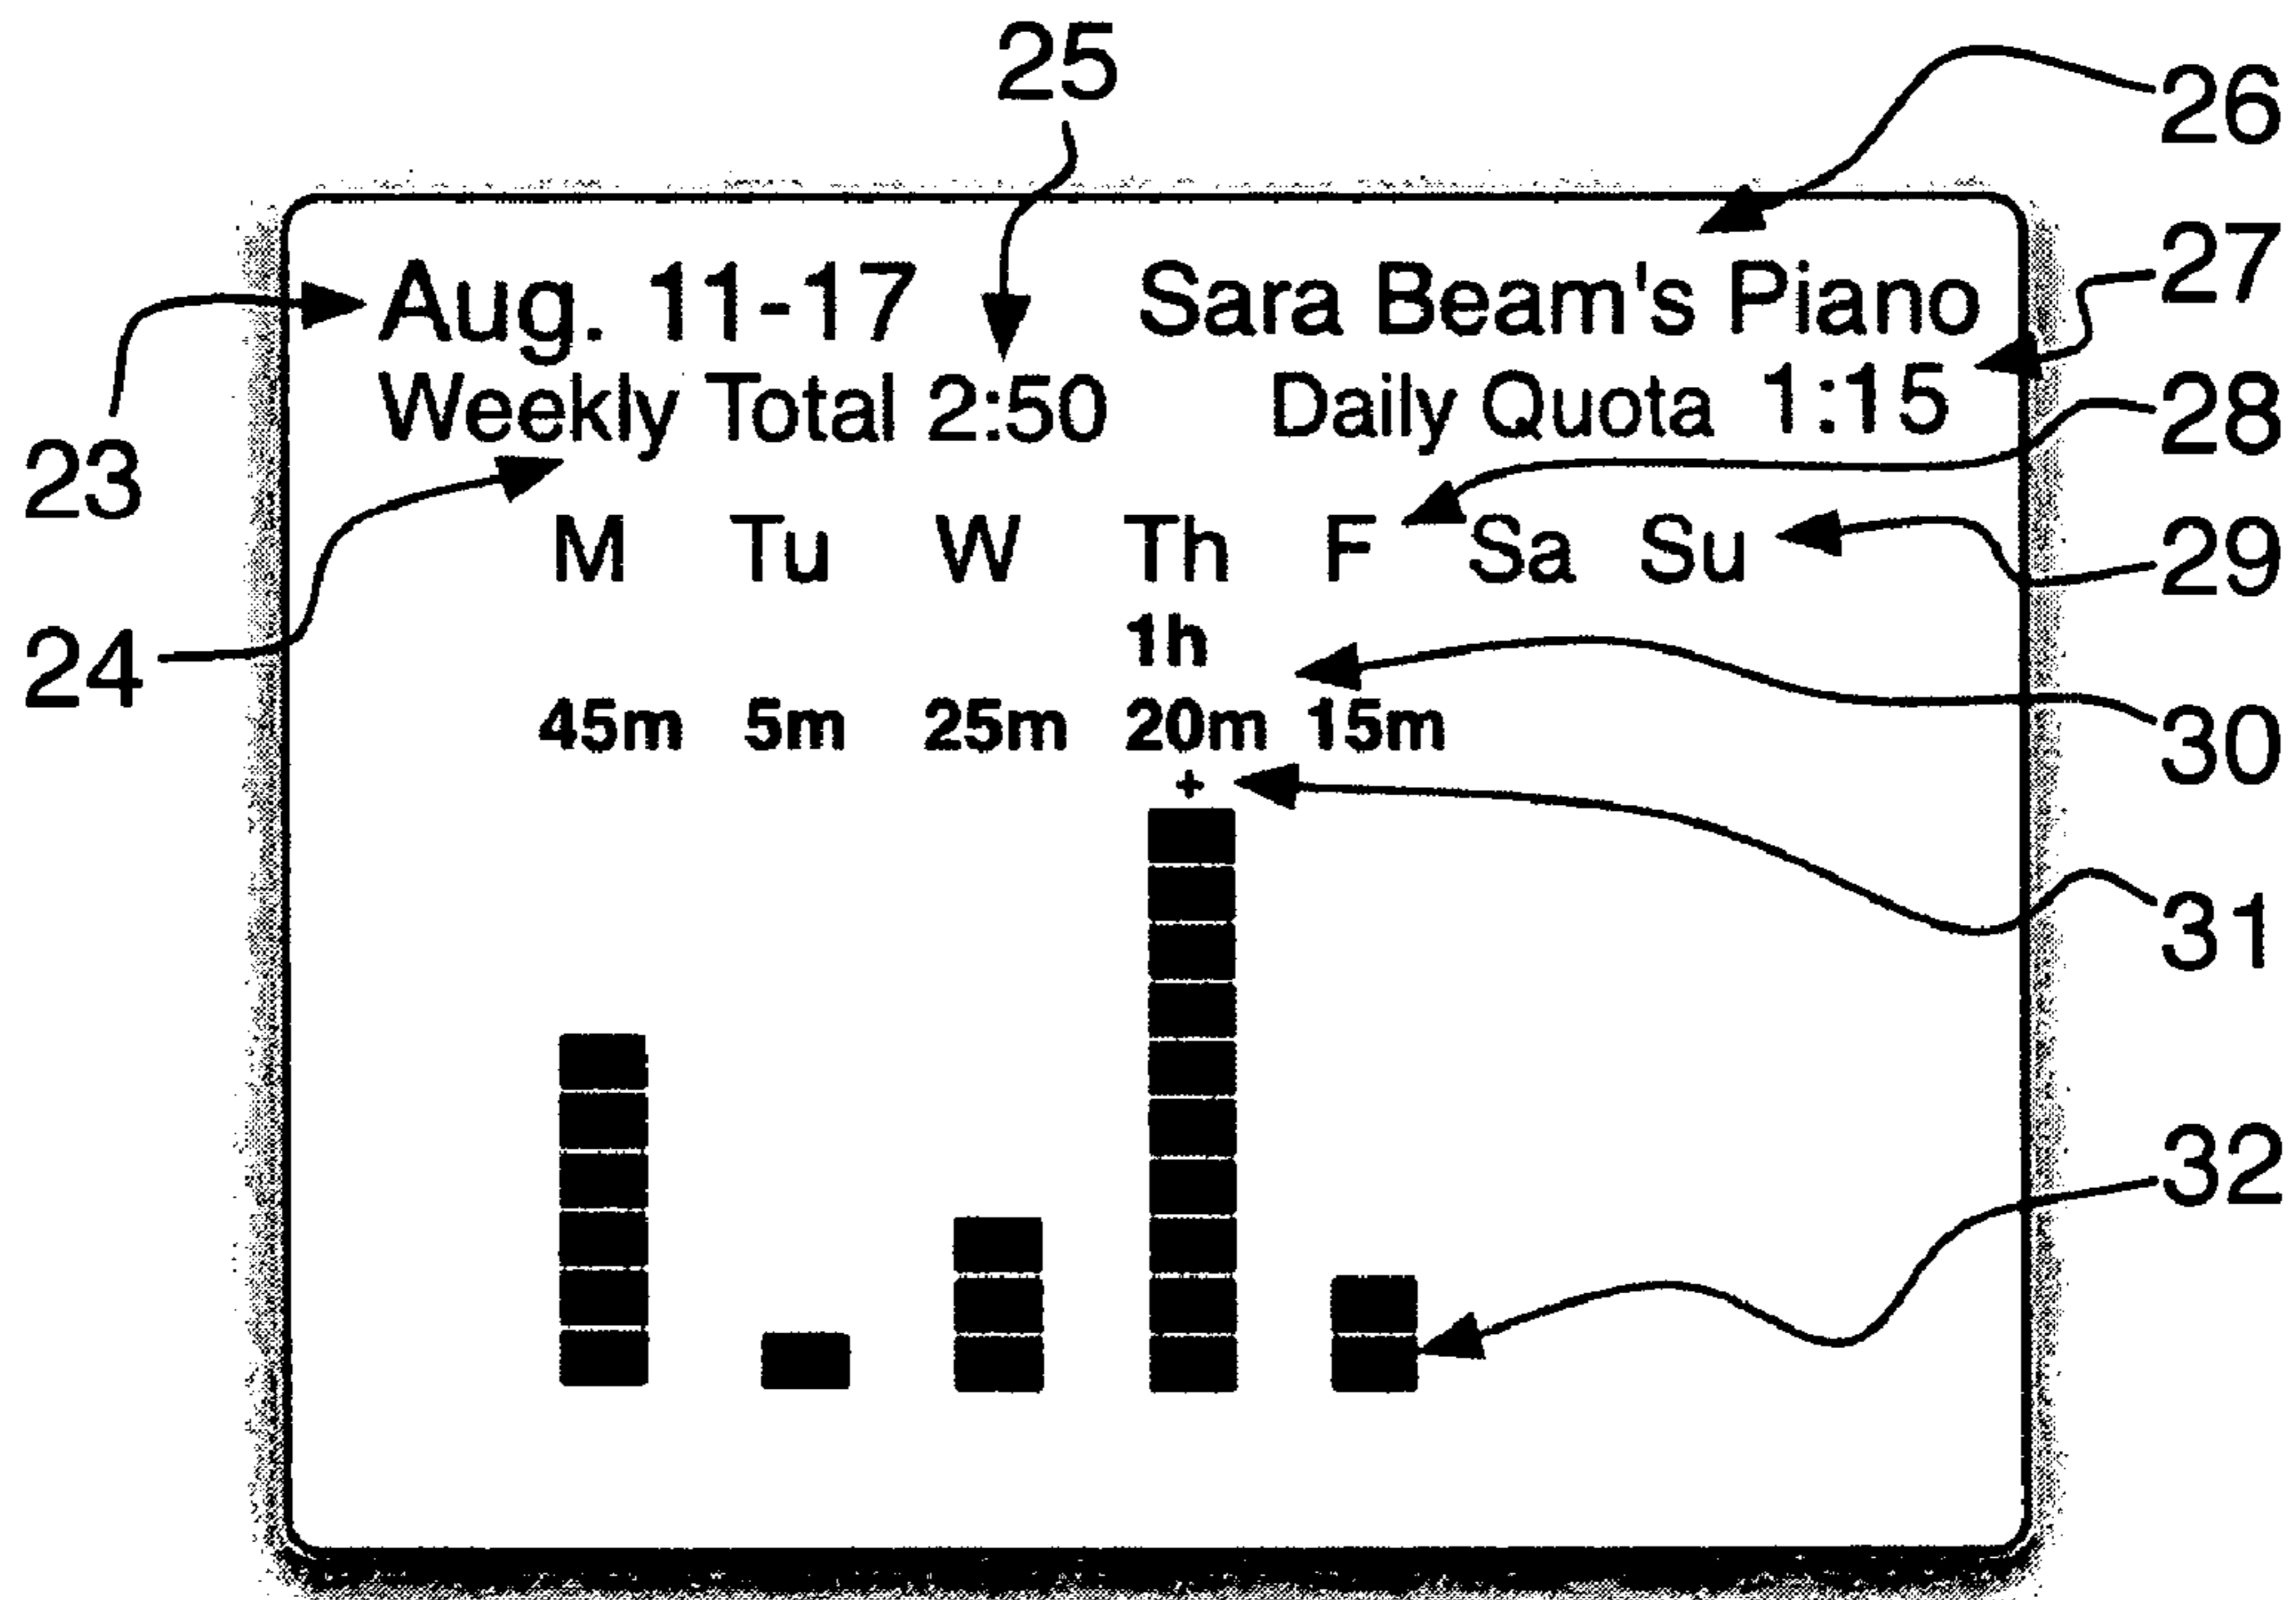 25
26
Aug. 11-17 Sara Beam's Piano
27
Weekly Total 2:50 Daily Quota 1:15
28
23
M Tu W Th F Sa Su
29
1h
24
45m 5m 25m 20m 15m
30
+
31
32